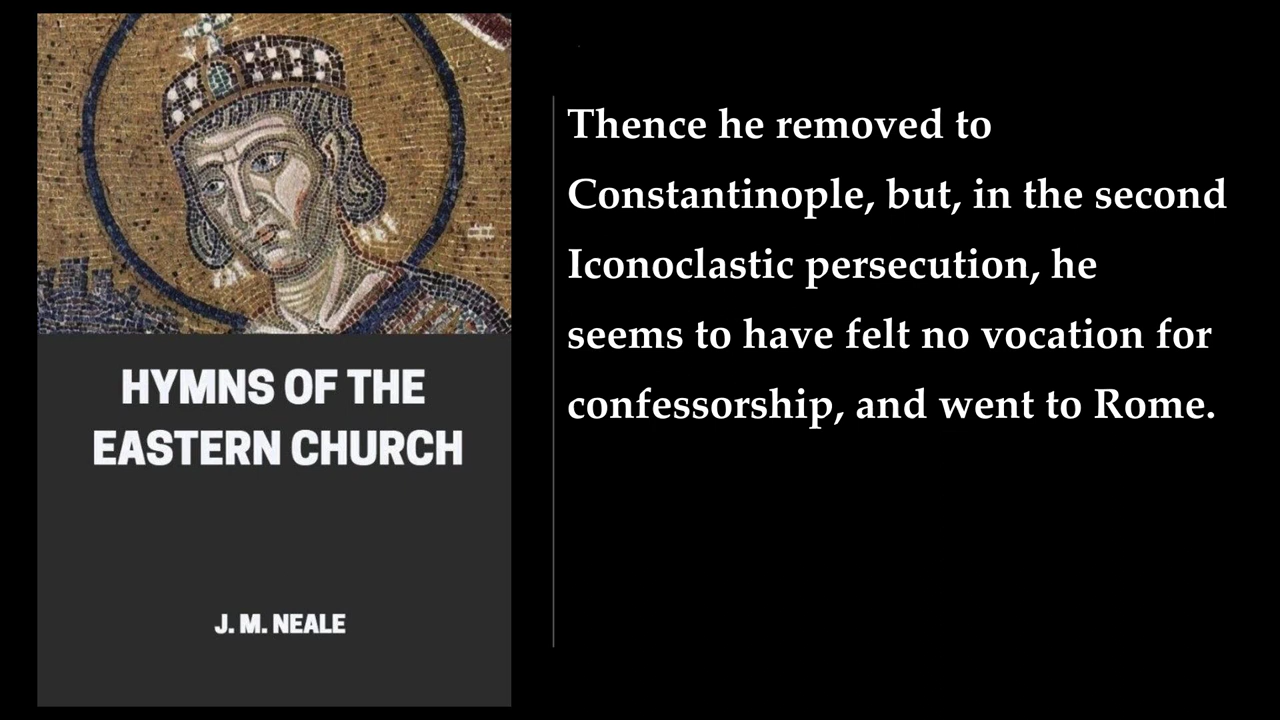 HYMNS OF THE
EASTERN CHURCH
J. M. NEALE
Thence he removed to
Constantinople, but, in the second
Iconoclastic persecution, he
seems to have felt no vocation for
confessorship, and went to Rome.